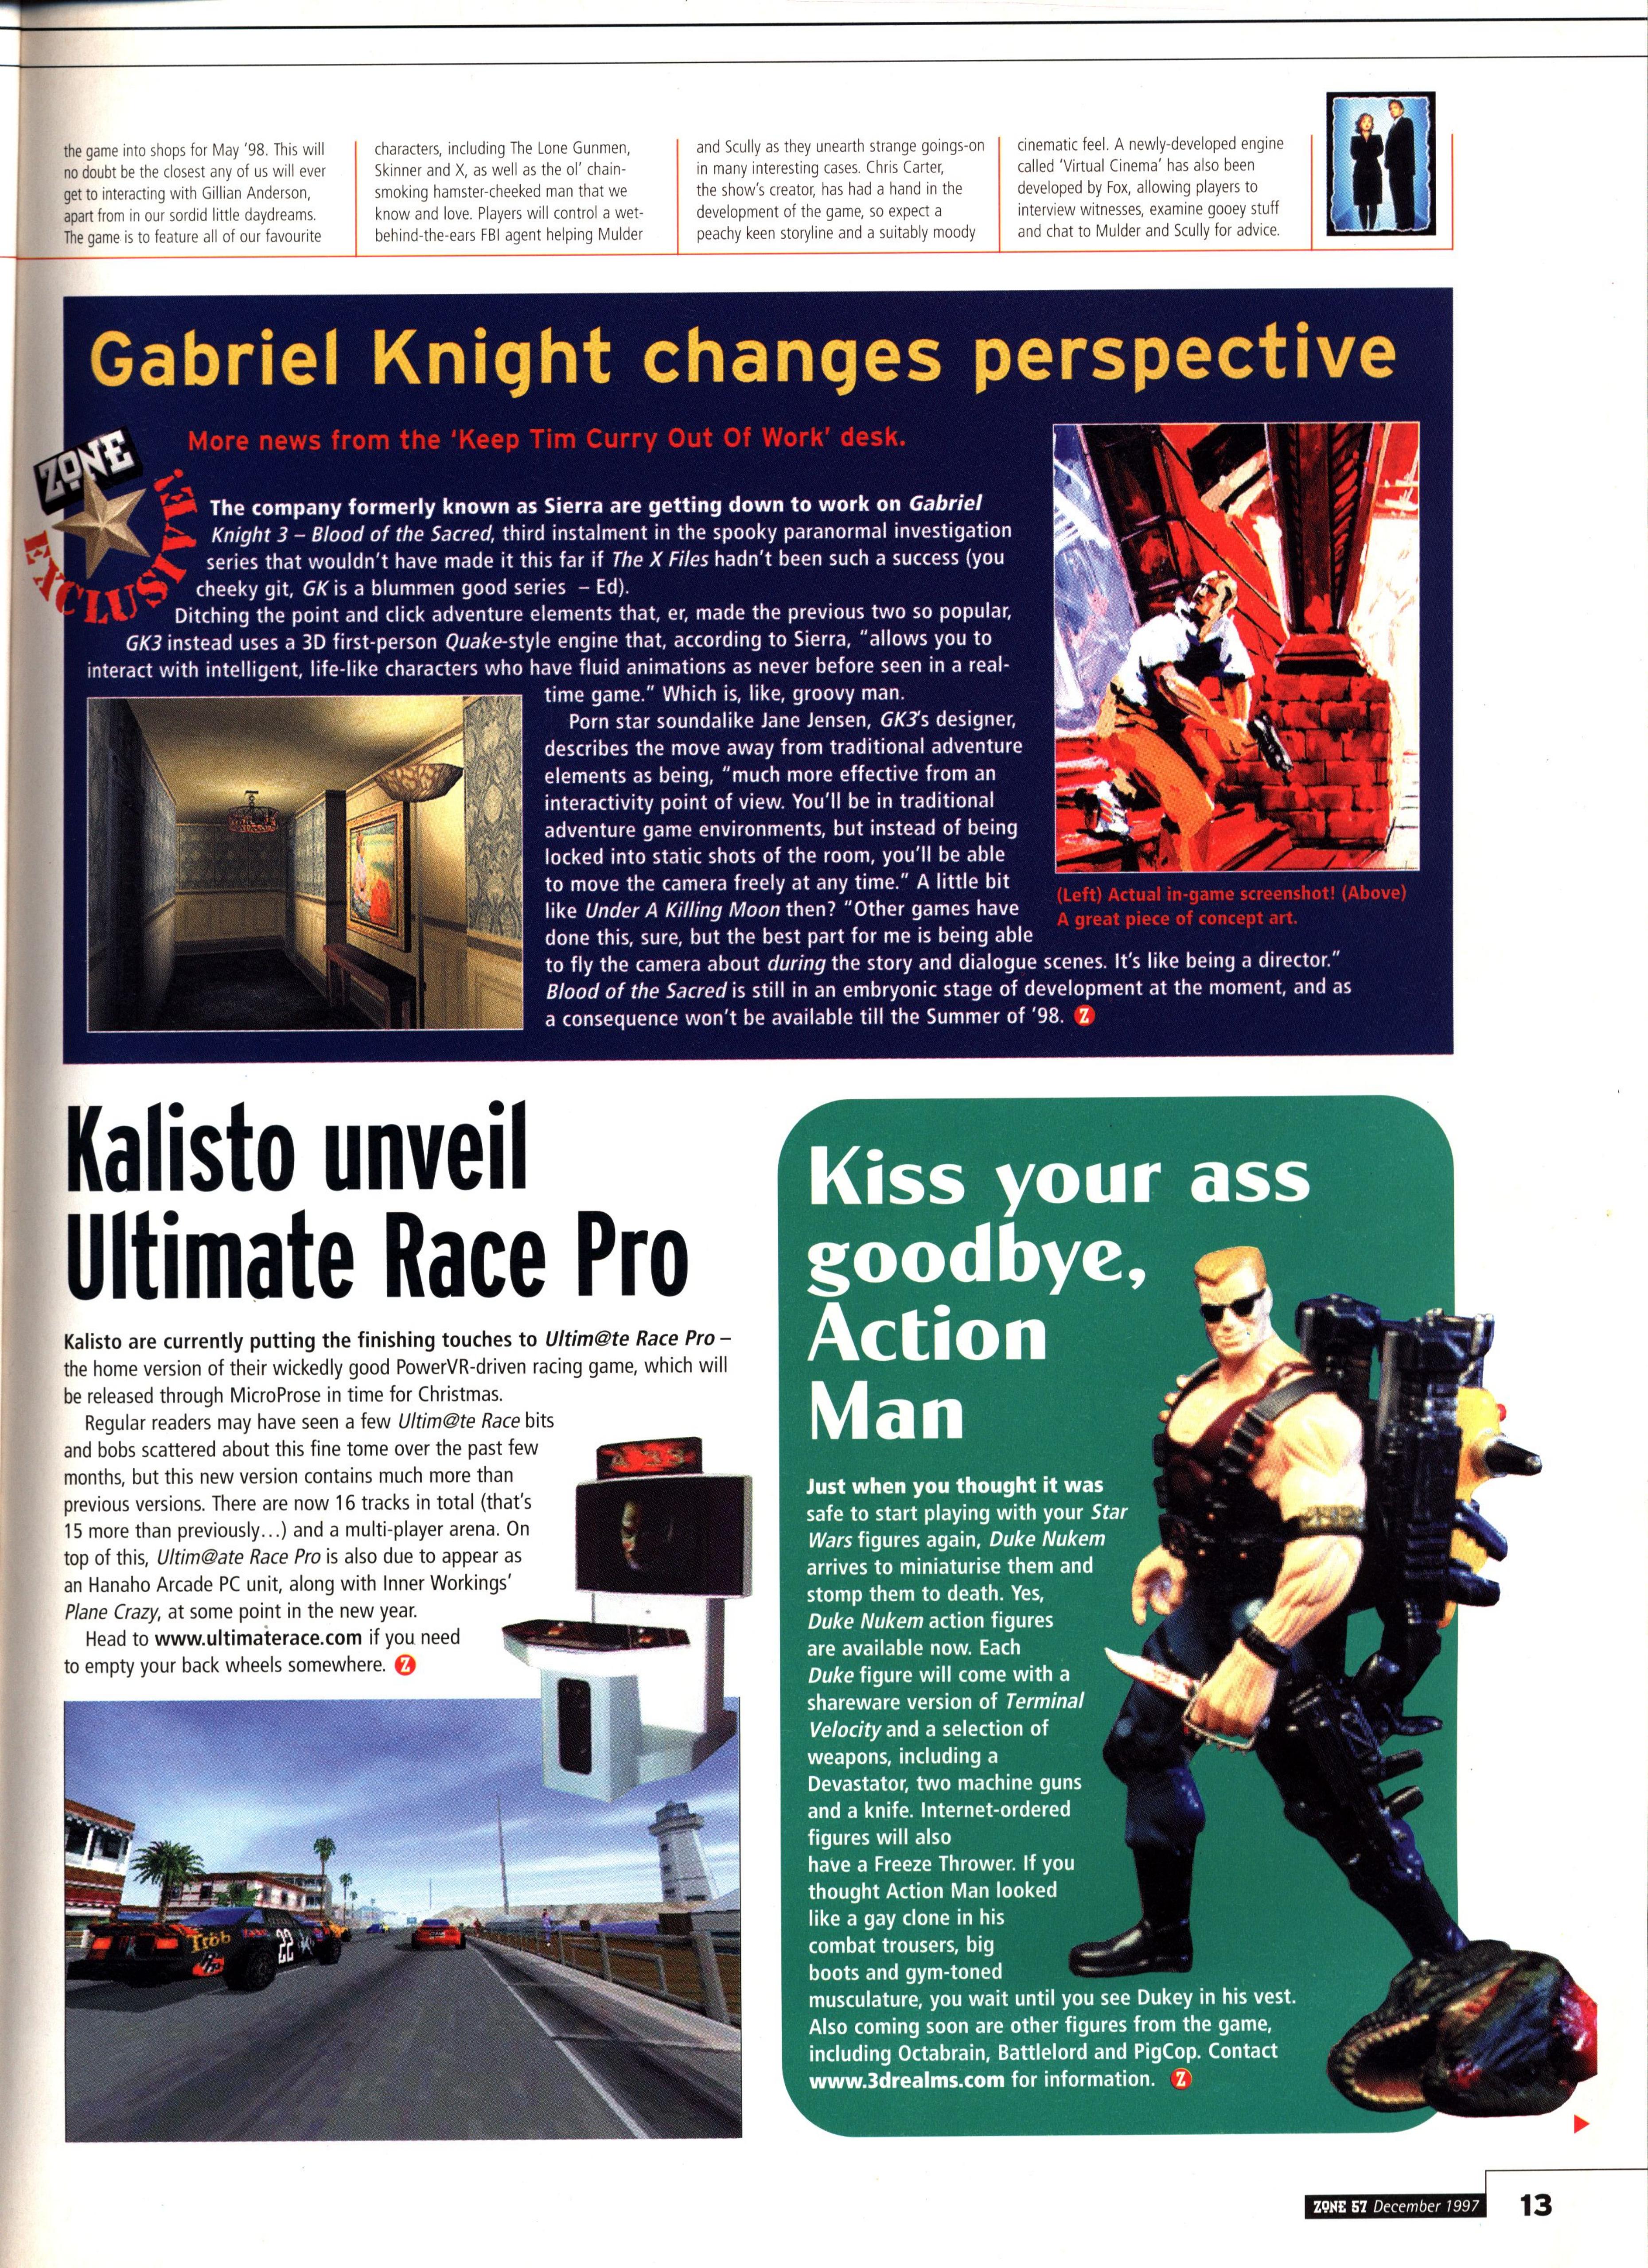 the game into shops for May '98. This will
no doubt be the closest any of us will ever
get to interacting with Gillian Anderson,
apart from in our sordid little daydreams.
The game is to feature all of our favourite
characters, including The Lone Gunmen,
Skinner and X, as well as the ol' chain-
smoking hamster-cheeked man that we
know and love. Players will control a wet-
behind-the-ears FBI agent helping Mulder
and Scully as they unearth strange goings-on
in many interesting cases. Chris Carter,
the show's creator, has had a hand in the
development of the game, so expect a
peachy keen storyline and a suitably moody
cinematic feel. A newly-developed engine
called 'Virtual Cinema' has also been
developed by Fox, allowing players to
interview witnesses, examine gooey stuff
and chat to Mulder and Scully for advice.
Gabriel Knight changes perspective
More news from the 'Keep Tim Curry Out Of Work' desk.
ZONE
EXCLUSIVE!
The company formerly known as Sierra are getting down to work on Gabriel
Knight 3 – Blood of the Sacred, third instalment in the spooky paranormal investigation
series that wouldn't have made it this far if The X Files hadn't been such a success (you
cheeky git, GK is a blummen good series – Ed).
Ditching the point and click adventure elements that, er, made the previous two so popular,
GK3 instead uses a 3D first-person Quake-style engine that, according to Sierra, "allows you to
interact with intelligent, life-like characters who have fluid animations as never before seen in a real-
time game." Which is, like, groovy man.
Porn star soundalike Jane Jensen, GK3's designer,
describes the move away from traditional adventure
elements as being, "much more effective from an
interactivity point of view. You'll be in traditional
adventure game environments, but instead of being
locked into static shots of the room, you'll be able
to move the camera freely at any time." A little bit
like Under A Killing Moon then? "Other games have
done this, sure, but the best part for me is being able
to fly the camera about during the story and dialogue scenes. It's like being a director."
Blood of the Sacred is still in an embryonic stage of development at the moment, and as
a consequence won't be available till the Summer of '98. Z
(Left) Actual in-game screenshot! (Above)
A great piece of concept art.
Kalisto unveil
Ultimate Race Pro
Kalisto are currently putting the finishing touches to Ultim@te Race Pro –
the home version of their wickedly good PowerVR-driven racing game, which will
be released through MicroProse in time for Christmas.
Regular readers may have seen a few Ultim@te Race bits
and bobs scattered about this fine tome over the past few
months, but this new version contains much more than
previous versions. There are now 16 tracks in total (that's
15 more than previously...) and a multi-player arena. On
top of this, Ultim@ate Race Pro is also due to appear as
an Hanaho Arcade PC unit, along with Inner Workings'
Plane Crazy, at some point in the new year.
Head to www.ultimaterace.com if you need
to empty your back wheels somewhere. Z
22
Kiss your ass
goodbye,
Action
Man
Just when you thought it was
safe to start playing with your Star
Wars figures again, Duke Nukem
arrives to miniaturise them and
stomp them to death. Yes,
Duke Nukem action figures
are available now. Each
Duke figure will come with a
shareware version of Terminal
Velocity and a selection of
weapons, including a
Devastator, two machine guns
and a knife. Internet-ordered
figures will also
have a Freeze Thrower. If you
thought Action Man looked
like a gay clone in his
combat trousers, big
boots and gym-toned
musculature, you wait until you see Dukey in his vest.
Also coming soon are other figures from the game,
including Octabrain, Battlelord and PigCop. Contact
www.3drealms.com for information. Z
ZONE 57 December 1997
13